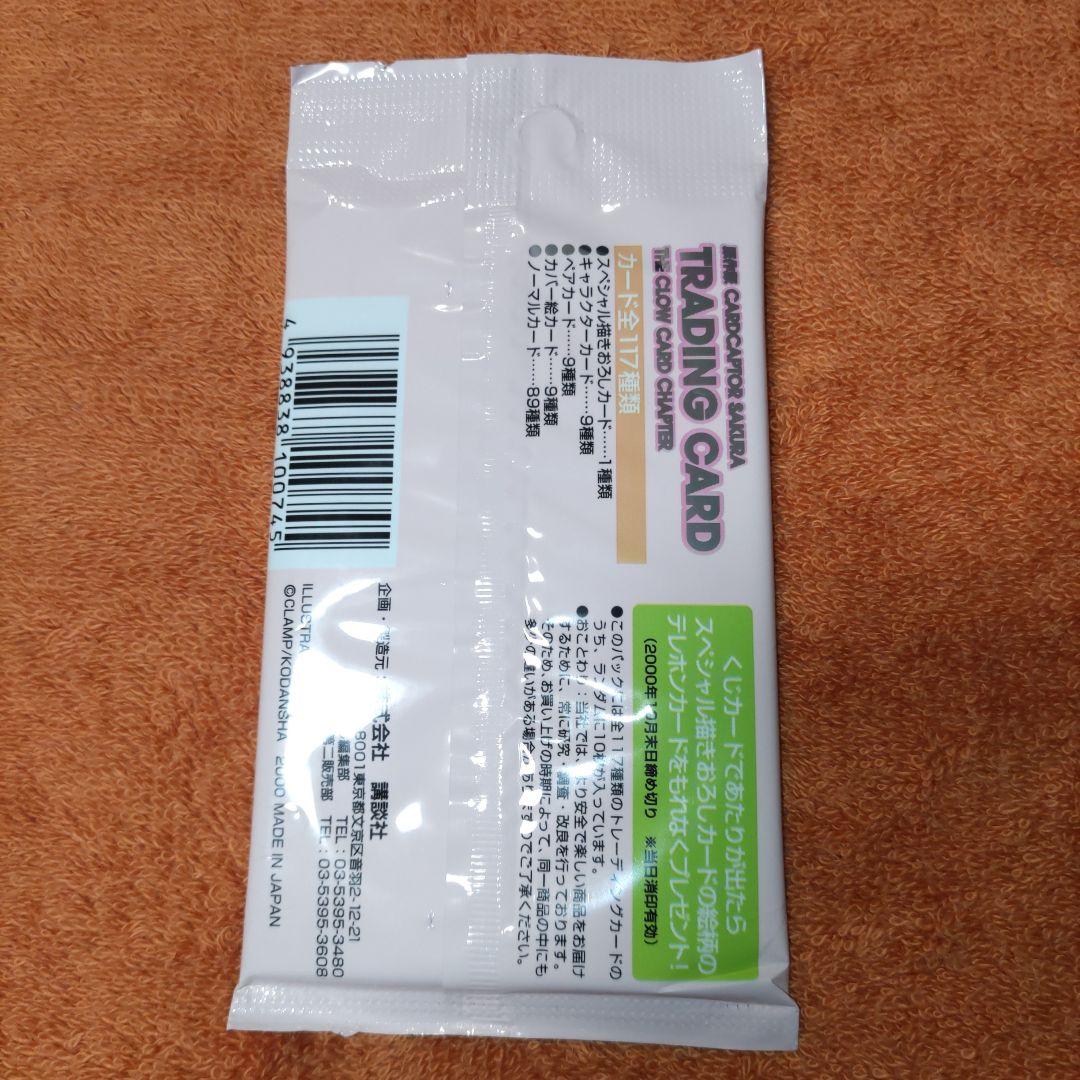 CARDCAPTOR SAKURA
TRADING CARD
THE CLOW CARD CHAPTER
カード全117種類
●スペシャル描きおろしカード……1種類
●キャラクターカード……9種類
●ペアカード……9種類
●カバー絵カード……9種類
●ノーマルカード……89種類
くじカードであたりが出たら
スペシャル描きおろしカードの絵柄の
テレホンカードをもれなくプレゼント!
(2000年10月末日締め切り ※当日消印有効)
●このパックには全117種類のトレーディングカードの
うち、ランダムに10枚が入っています。
●おことわり:当社では、より安全で楽しい商品をお届け
するために、常に研究・調査・改良を行っております。
そのため、お買い上げの時期によって、同一商品の中にも
多少の違いがある場合がありますのでご了承ください。
4 938838 100745
企画・製造元:株式会社 講談社
8001東京都文京区音羽2-12-21
編集部 TEL:03-5395-3480
第二販売部 TEL:03-5395-3608
ILLUSTRA
©CLAMP/KODANSHA 2000 MADE IN JAPAN